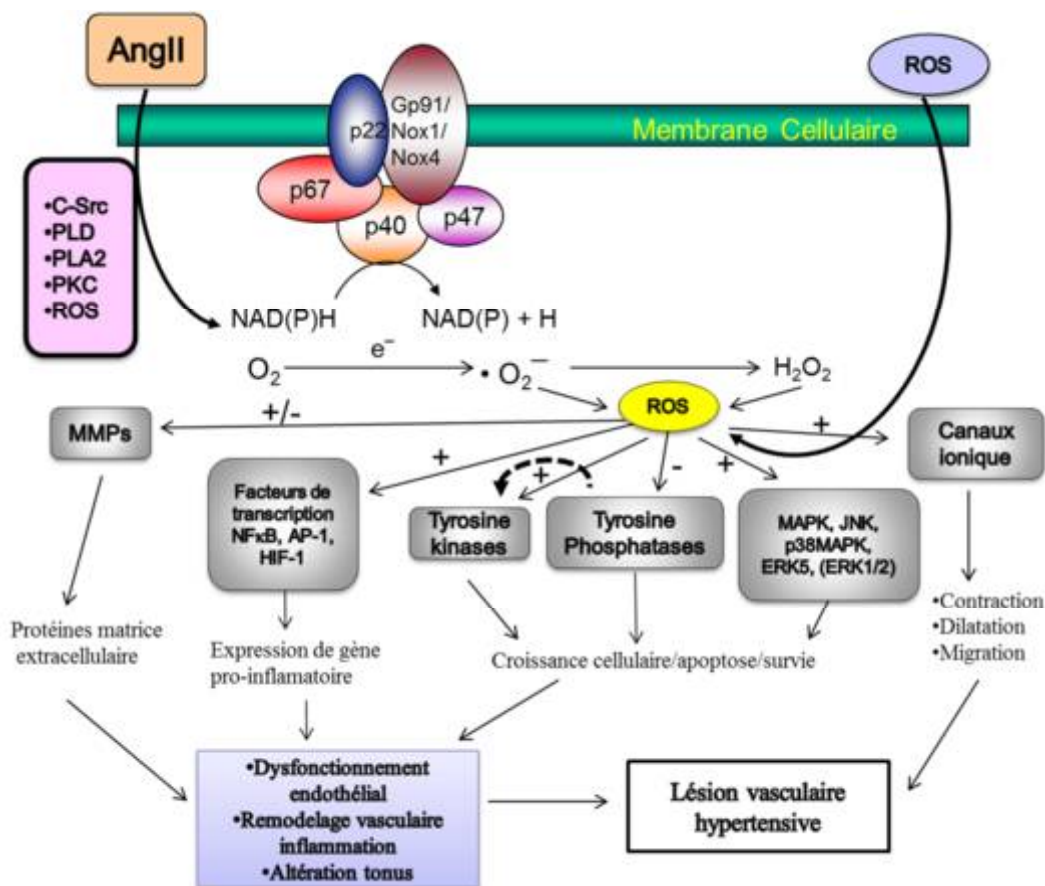 AngII
ROS
Membrane Cellulaire
p22
Gp91/
Nox1/
Nox4
p67
p40
p47
•C-Src
•PLD
•PLA2
•PKC
•ROS
NAD(P)H
NAD(P) + H
O₂
e⁻
• O₂⁻
H₂O₂
ROS
+/-
+
+
-
+
+
MMPs
Facteurs de
transcription
NFκB, AP-1,
HIF-1
Tyrosine
kinases
Tyrosine
Phosphatases
MAPK, JNK,
p38MAPK,
ERK5, (ERK1/2)
Canaux
ionique
Protéines matrice
extracellulaire
Expression de gène
pro-inflamatoire
Croissance cellulaire/apoptose/survie
•Contraction
•Dilatation
•Migration
•Dysfonctionnement
endothélial
•Remodelage vasculaire
inflammation
•Altération tonus
Lésion vasculaire
hypertensive